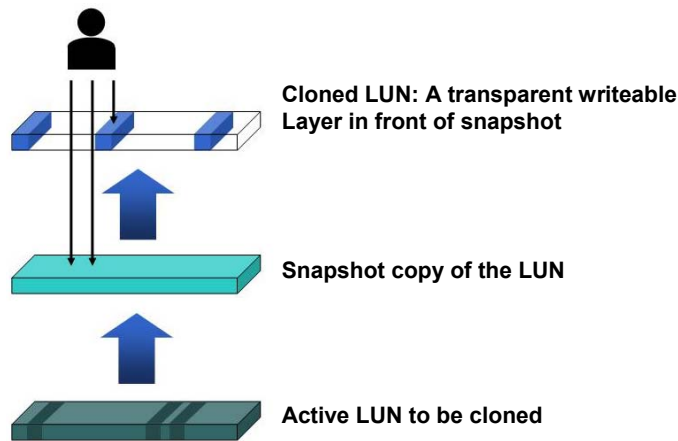 Cloned LUN: A transparent writeable
Layer in front of snapshot
Snapshot copy of the LUN
Active LUN to be cloned